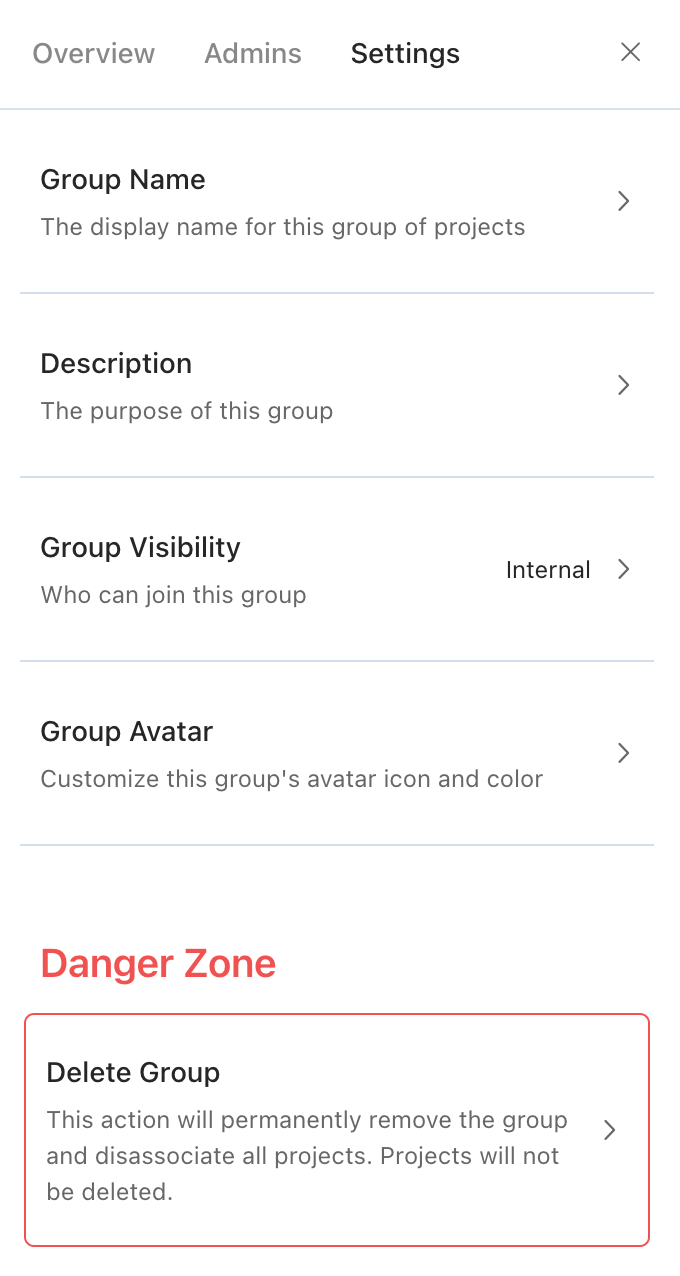 Overview Admins Settings
Group Name
The display name for this group of projects
Description
The purpose of this group
Group Visibility
Internal
Who can join this group
Group Avatar
Customize this group's avatar icon and color
Danger Zone
Delete Group
This action will permanently remove the group
and disassociate all projects. Projects will not
be deleted.